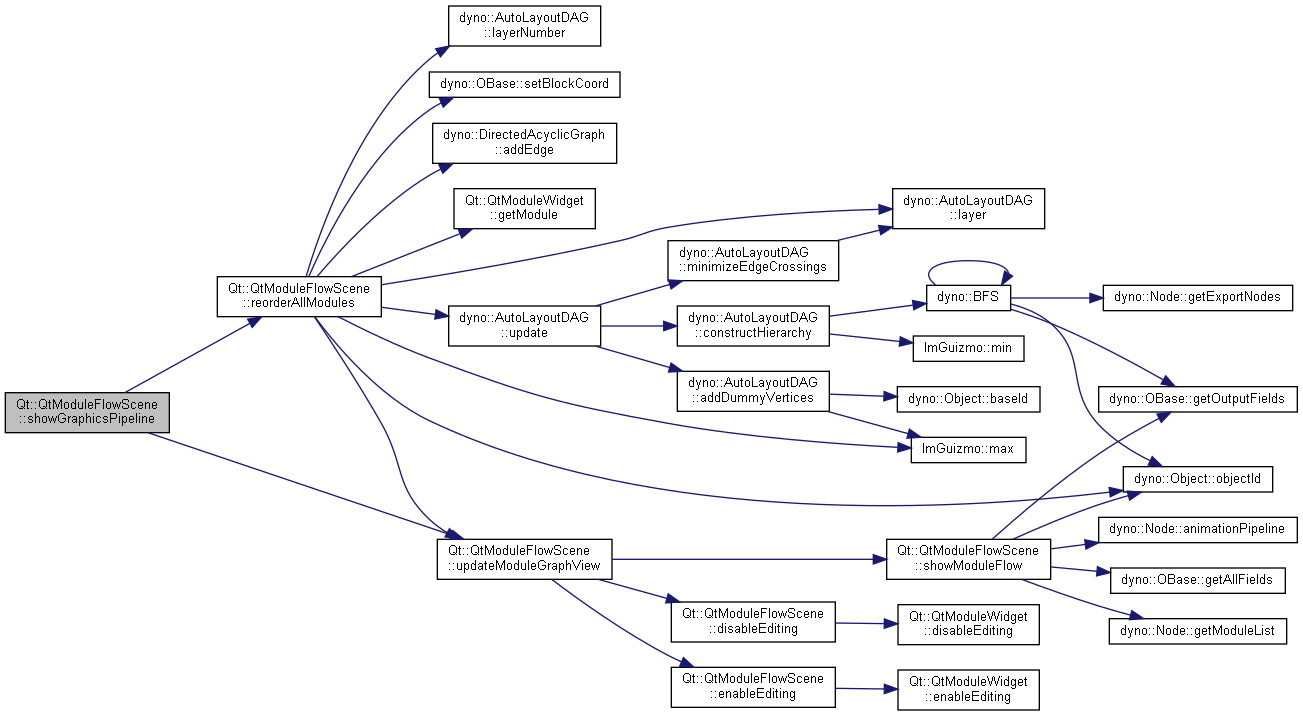 dyno::AutoLayoutDAG
::layerNumber
dyno::OBase::setBlockCoord
dyno::DirectedAcyclicGraph
::addEdge
Qt::QtModuleWidget
::getModule
dyno::AutoLayoutDAG
::layer
dyno::AutoLayoutDAG
::minimizeEdgeCrossings
Qt::QtModuleFlowScene
::reorderAllModules
dyno::BFS
dyno::Node::getExportNodes
dyno::AutoLayoutDAG
::update
dyno::AutoLayoutDAG
::constructHierarchy
ImGuizmo::min
dyno::AutoLayoutDAG
::addDummyVertices
dyno::Object::baseId
dyno::OBase::getOutputFields
Qt::QtModuleFlowScene
::showGraphicsPipeline
ImGuizmo::max
dyno::Object::objectId
dyno::Node::animationPipeline
Qt::QtModuleFlowScene
::updateModuleGraphView
Qt::QtModuleFlowScene
::showModuleFlow
dyno::OBase::getAllFields
Qt::QtModuleFlowScene
::disableEditing
Qt::QtModuleWidget
::disableEditing
dyno::Node::getModuleList
Qt::QtModuleFlowScene
::enableEditing
Qt::QtModuleWidget
::enableEditing